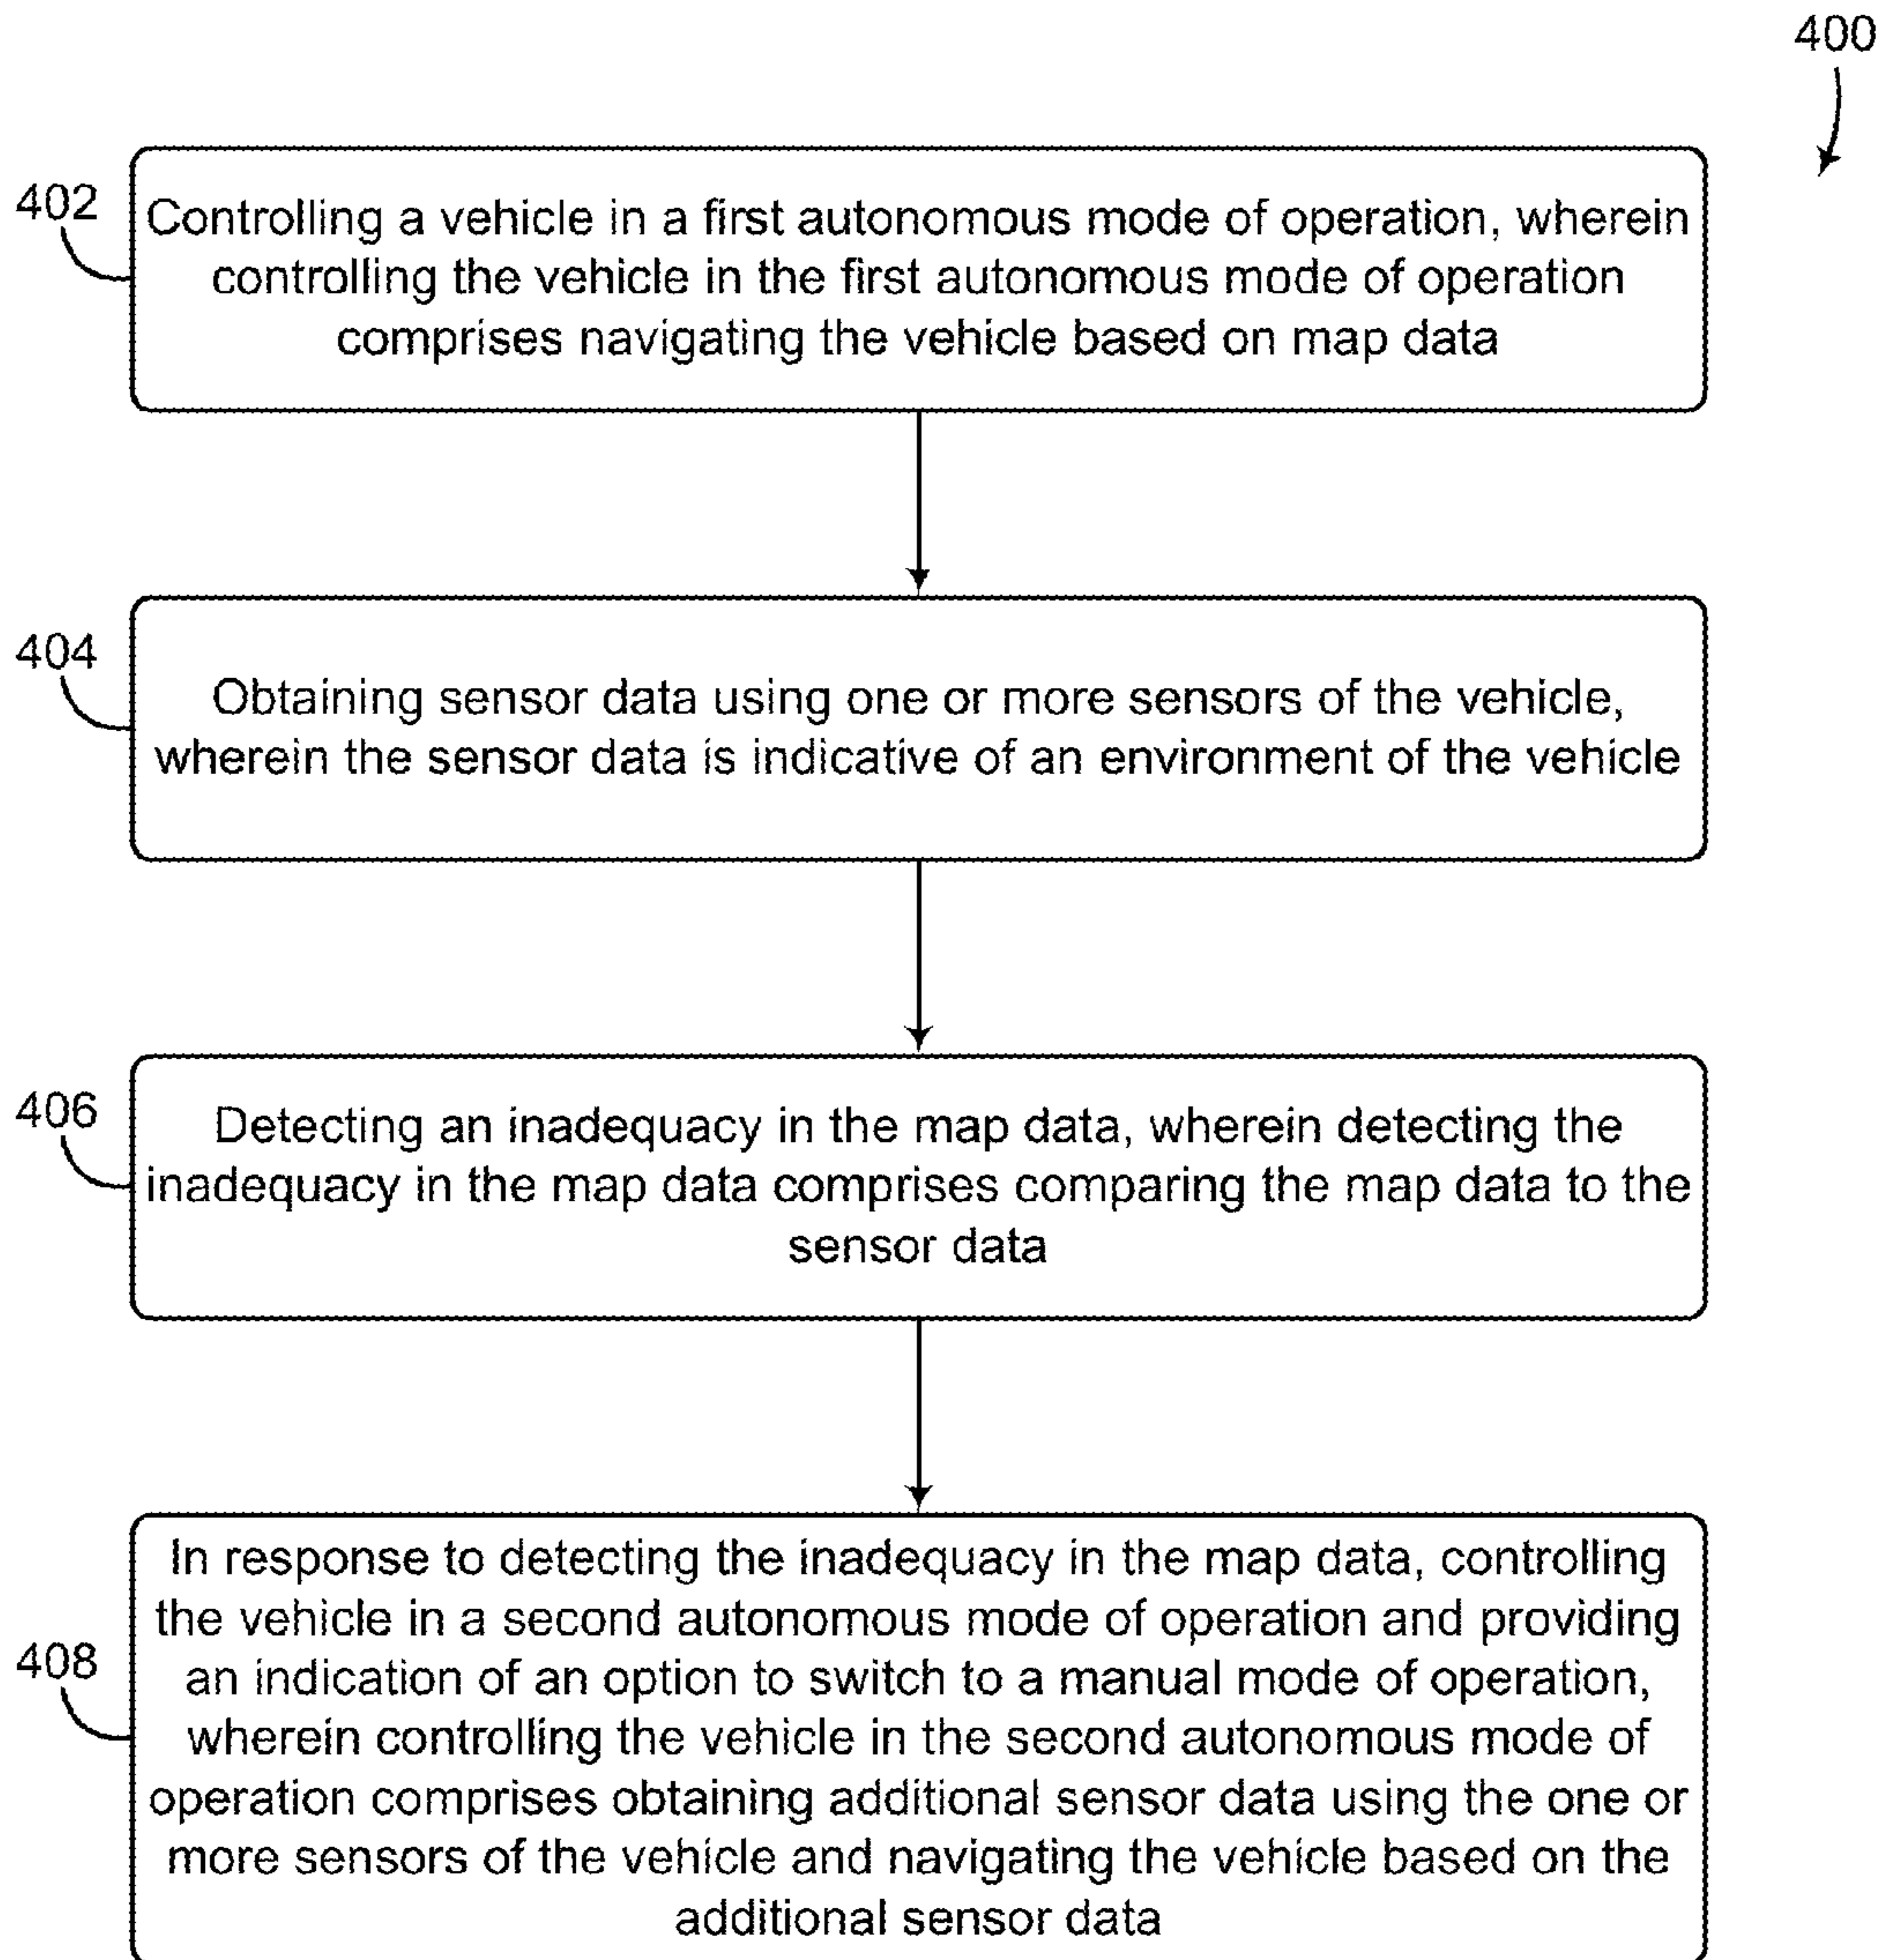 400
402
Controlling a vehicle in a first autonomous mode of operation, wherein
controlling the vehicle in the first autonomous mode of operation
comprises navigating the vehicle based on map data
404
Obtaining sensor data using one or more sensors of the vehicle,
wherein the sensor data is indicative of an environment of the vehicle
406
Detecting an inadequacy in the map data, wherein detecting the
inadequacy in the map data comprises comparing the map data to the
sensor data
408
In response to detecting the inadequacy in the map data, controlling
the vehicle in a second autonomous mode of operation and providing
an indication of an option to switch to a manual mode of operation,
wherein controlling the vehicle in the second autonomous mode of
operation comprises obtaining additional sensor data using the one or
more sensors of the vehicle and navigating the vehicle based on the
additional sensor data